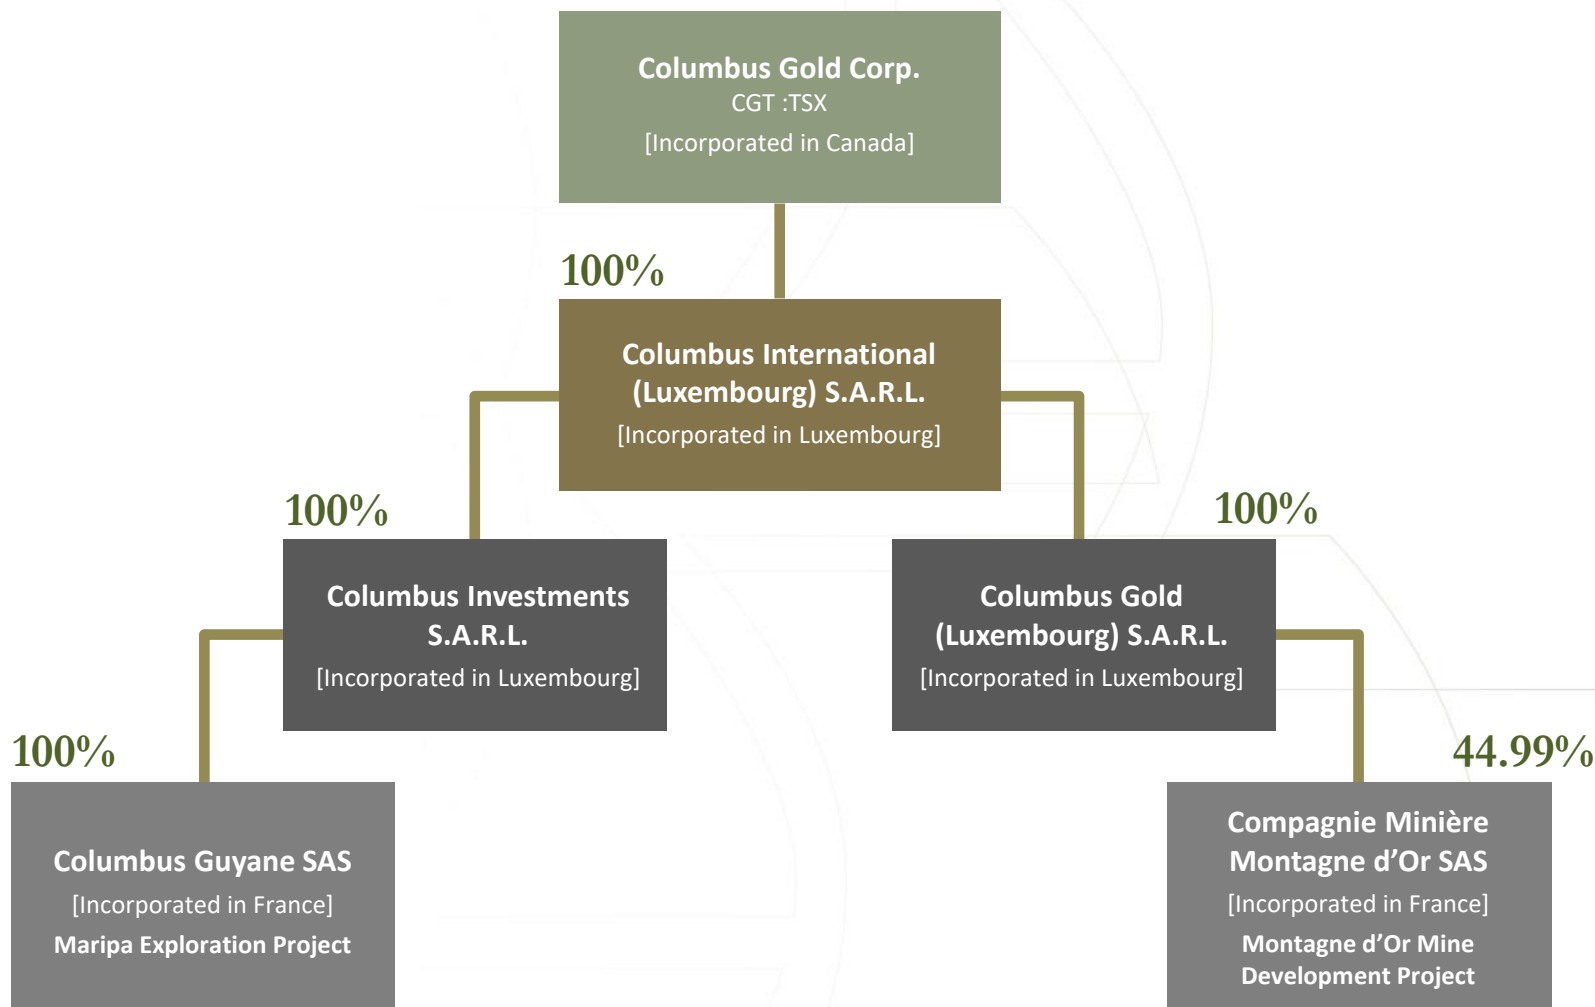 Columbus Gold Corp.
CGT :TSX
[Incorporated in Canada]
100%
Columbus International
(Luxembourg) S.A.R.L.
[Incorporated in Luxembourg]
100%
Columbus Investments
S.A.R.L.
[Incorporated in Luxembourg]
100%
Columbus Gold
(Luxembourg) S.A.R.L.
[Incorporated in Luxembourg]
100%
Columbus Guyane SAS
[Incorporated in France]
Maripa Exploration Project
44.99%
Compagnie Minière
Montagne d’Or SAS
[Incorporated in France]
Montagne d’Or Mine
Development Project